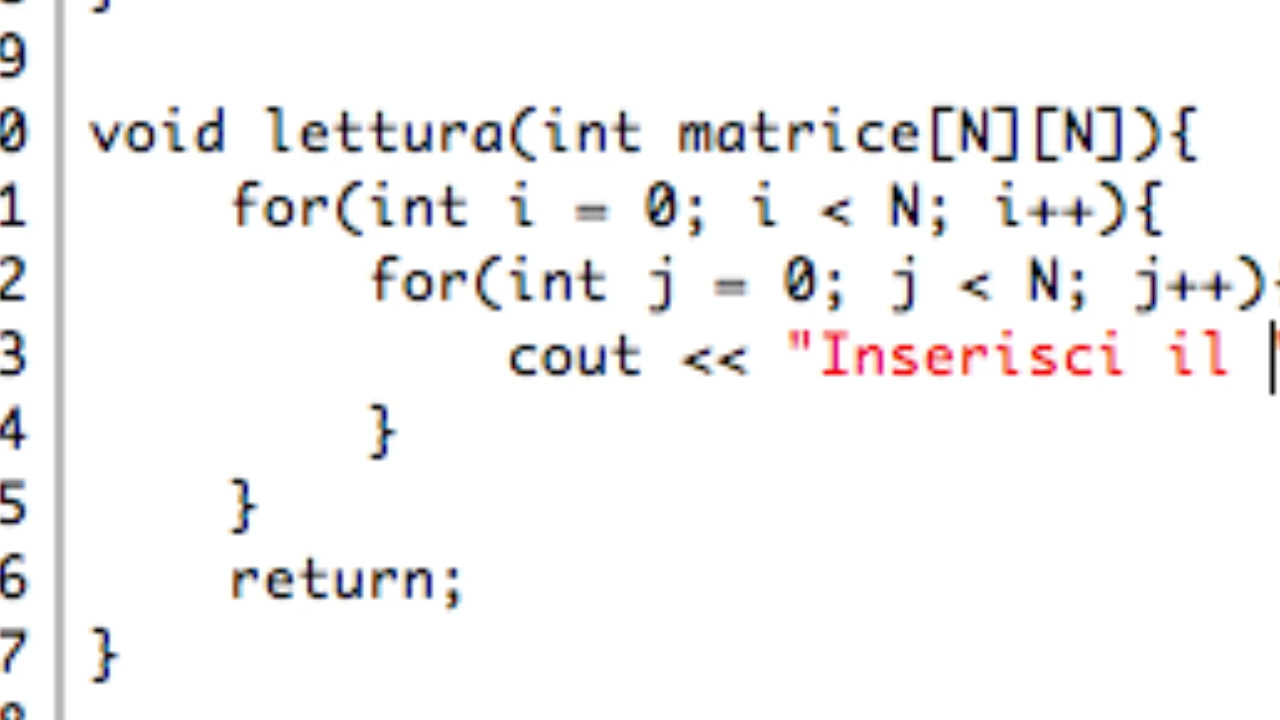 9
0 void lettura(int matrice[N][N]){
1     for(int i = 0; i < N; i++){
2         for(int j = 0; j < N; j++){
3             cout << "Inserisci il "
4         }
5     }
6     return;
7 }
8